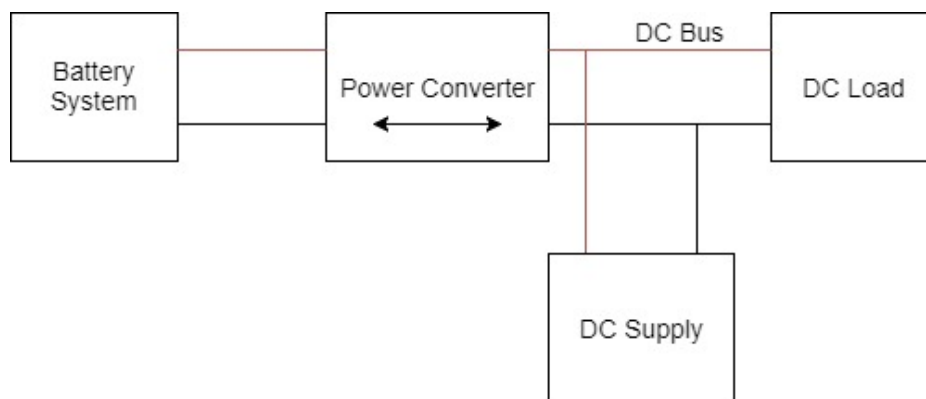 Battery
System
Power Converter
DC Bus
DC Load
DC Supply